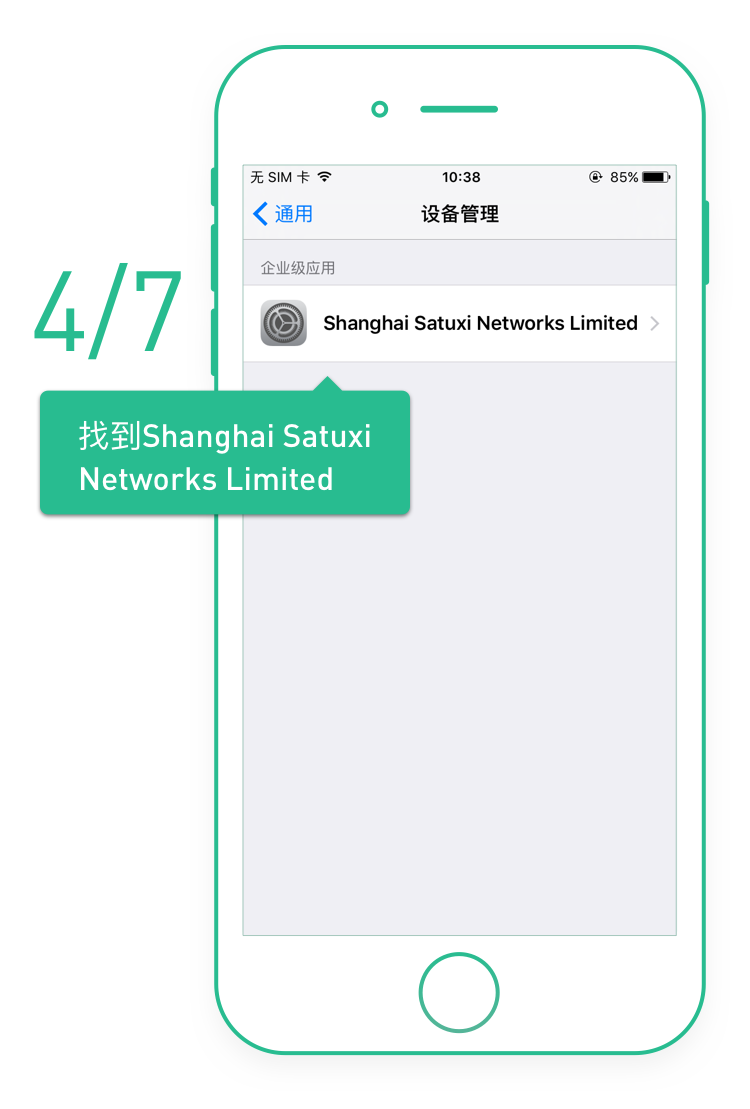 无 SIM 卡 10:38 85%
通用 设备管理
企业级应用
Shanghai Satuxi Networks Limited
4/7
找到Shanghai Satuxi
Networks Limited